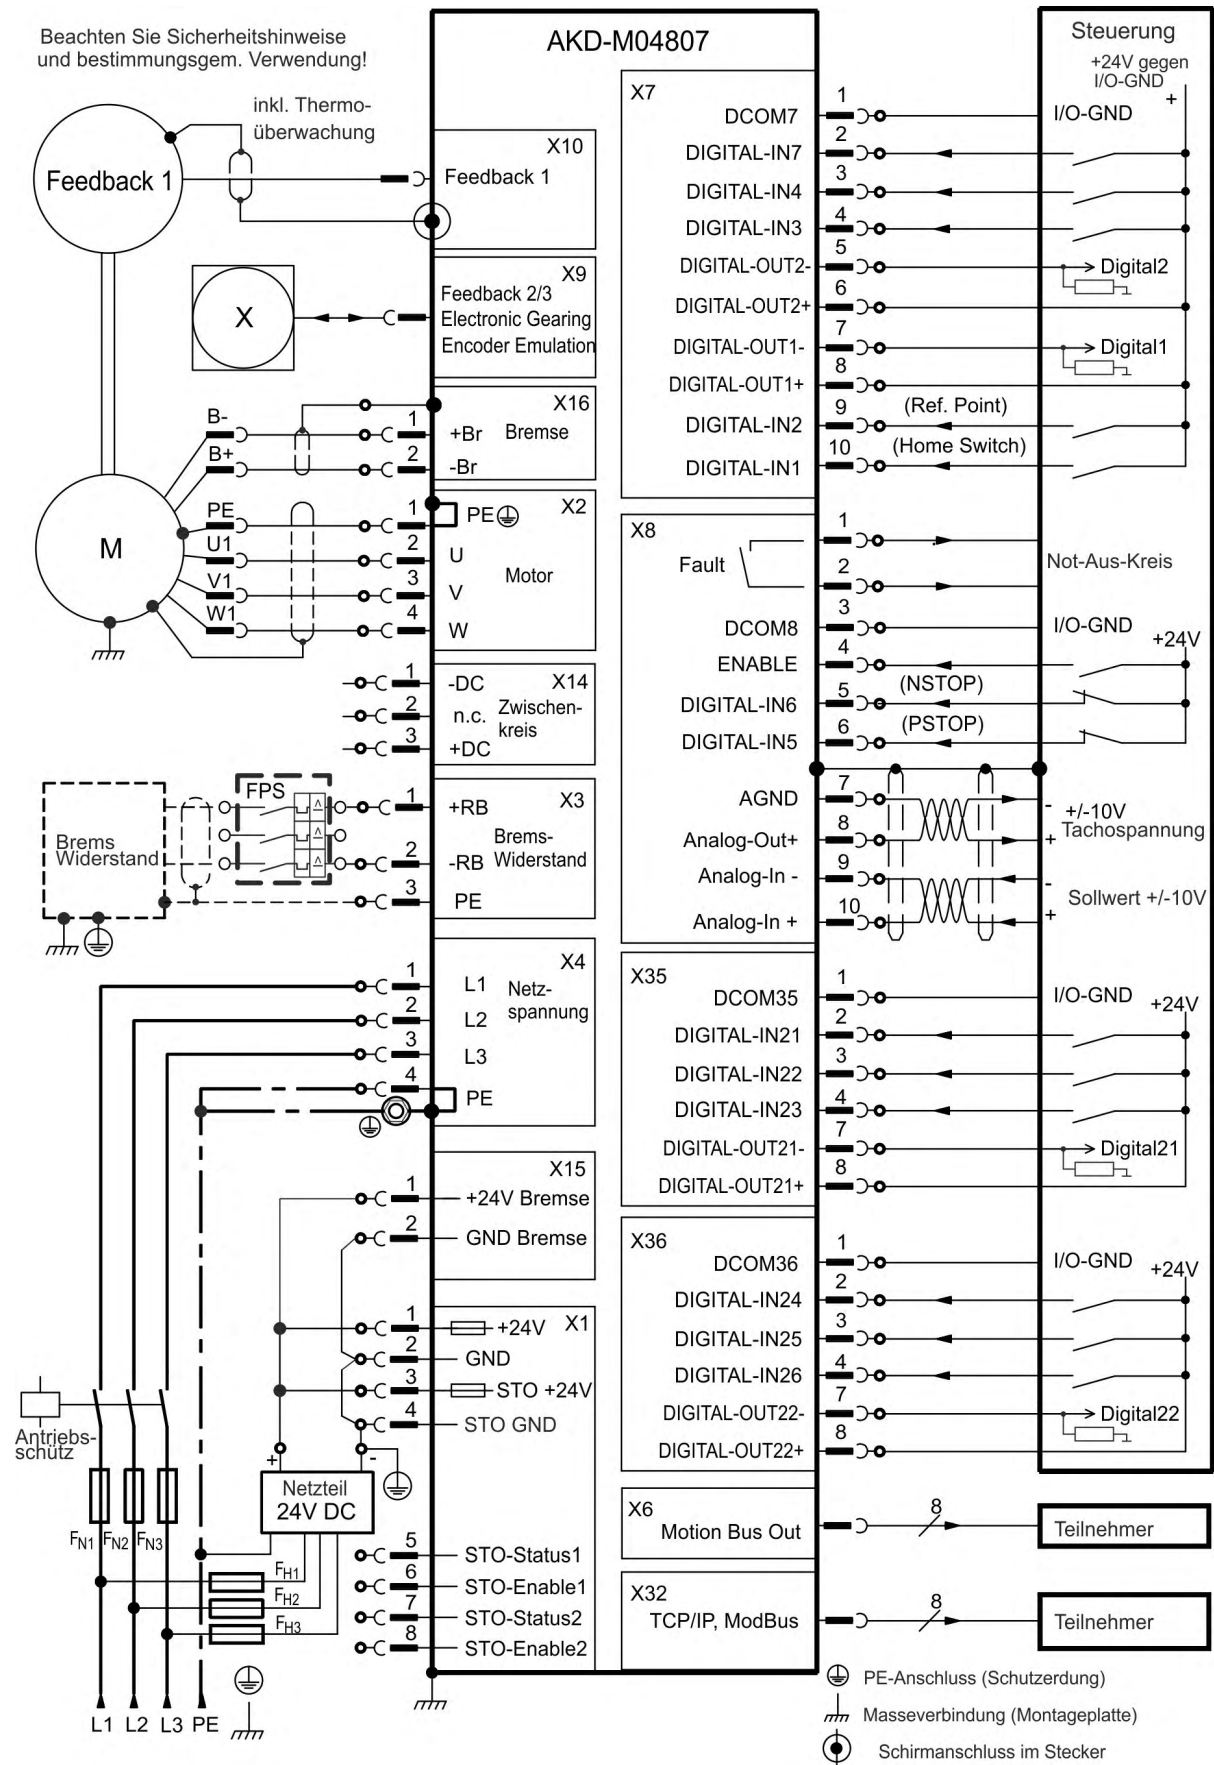 Beachten Sie Sicherheitshinweise
und bestimmungsgem. Verwendung!
AKD-M04807
inkl. Thermo-
überwachung
Feedback 1
X10
Feedback 1
X
X9
Feedback 2/3
Electronic Gearing
Encoder Emulation
X16
B-
1
+Br
Bremse
B+
2
-Br
M
X2
PE
1
PE
U1
2
U
Motor
V1
3
V
W1
4
W
X14
1
-DC
2
n.c.
Zwischen-
kreis
3
+DC
X3
FPS
1
+RB
Brems
Widerstand
Brems-
Widerstand
2
-RB
3
PE
X4
1
L1
Netz-
spannung
2
L2
3
L3
4
PE
X15
1
+24V Bremse
2
GND Bremse
X1
1
+24V
2
GND
3
STO +24V
4
STO GND
Antriebs-
schütz
+
-
Netzteil
24V DC
FN1
FN2
FN3
FH1
FH2
FH3
5
STO-Status1
6
STO-Enable1
7
STO-Status2
8
STO-Enable2
L1
L2
L3
PE
X7
DCOM7
1
DIGITAL-IN7
2
DIGITAL-IN4
3
DIGITAL-IN3
4
DIGITAL-OUT2-
5
DIGITAL-OUT2+
6
DIGITAL-OUT1-
7
DIGITAL-OUT1+
8
DIGITAL-IN2
9
(Ref. Point)
DIGITAL-IN1
10
(Home Switch)
X8
Fault
1
2
DCOM8
3
ENABLE
4
DIGITAL-IN6
5
(NSTOP)
DIGITAL-IN5
6
(PSTOP)
AGND
7
Analog-Out+
8
Analog-In -
9
Analog-In +
10
X35
DCOM35
1
DIGITAL-IN21
2
DIGITAL-IN22
3
DIGITAL-IN23
4
DIGITAL-OUT21-
7
DIGITAL-OUT21+
8
X36
DCOM36
1
DIGITAL-IN24
2
DIGITAL-IN25
3
DIGITAL-IN26
4
DIGITAL-OUT22-
7
DIGITAL-OUT22+
8
X6
Motion Bus Out
8
X32
TCP/IP, ModBus
8
Steuerung
+24V gegen
I/O-GND
+
I/O-GND
Digital2
Digital1
Not-Aus-Kreis
I/O-GND
+24V
-
+/-10V
Tachospannung
+
-
Sollwert +/-10V
+
I/O-GND
+24V
Digital21
I/O-GND
+24V
Digital22
Teilnehmer
Teilnehmer
PE-Anschluss (Schutzerdung)
Masseverbindung (Montageplatte)
Schirmanschluss im Stecker